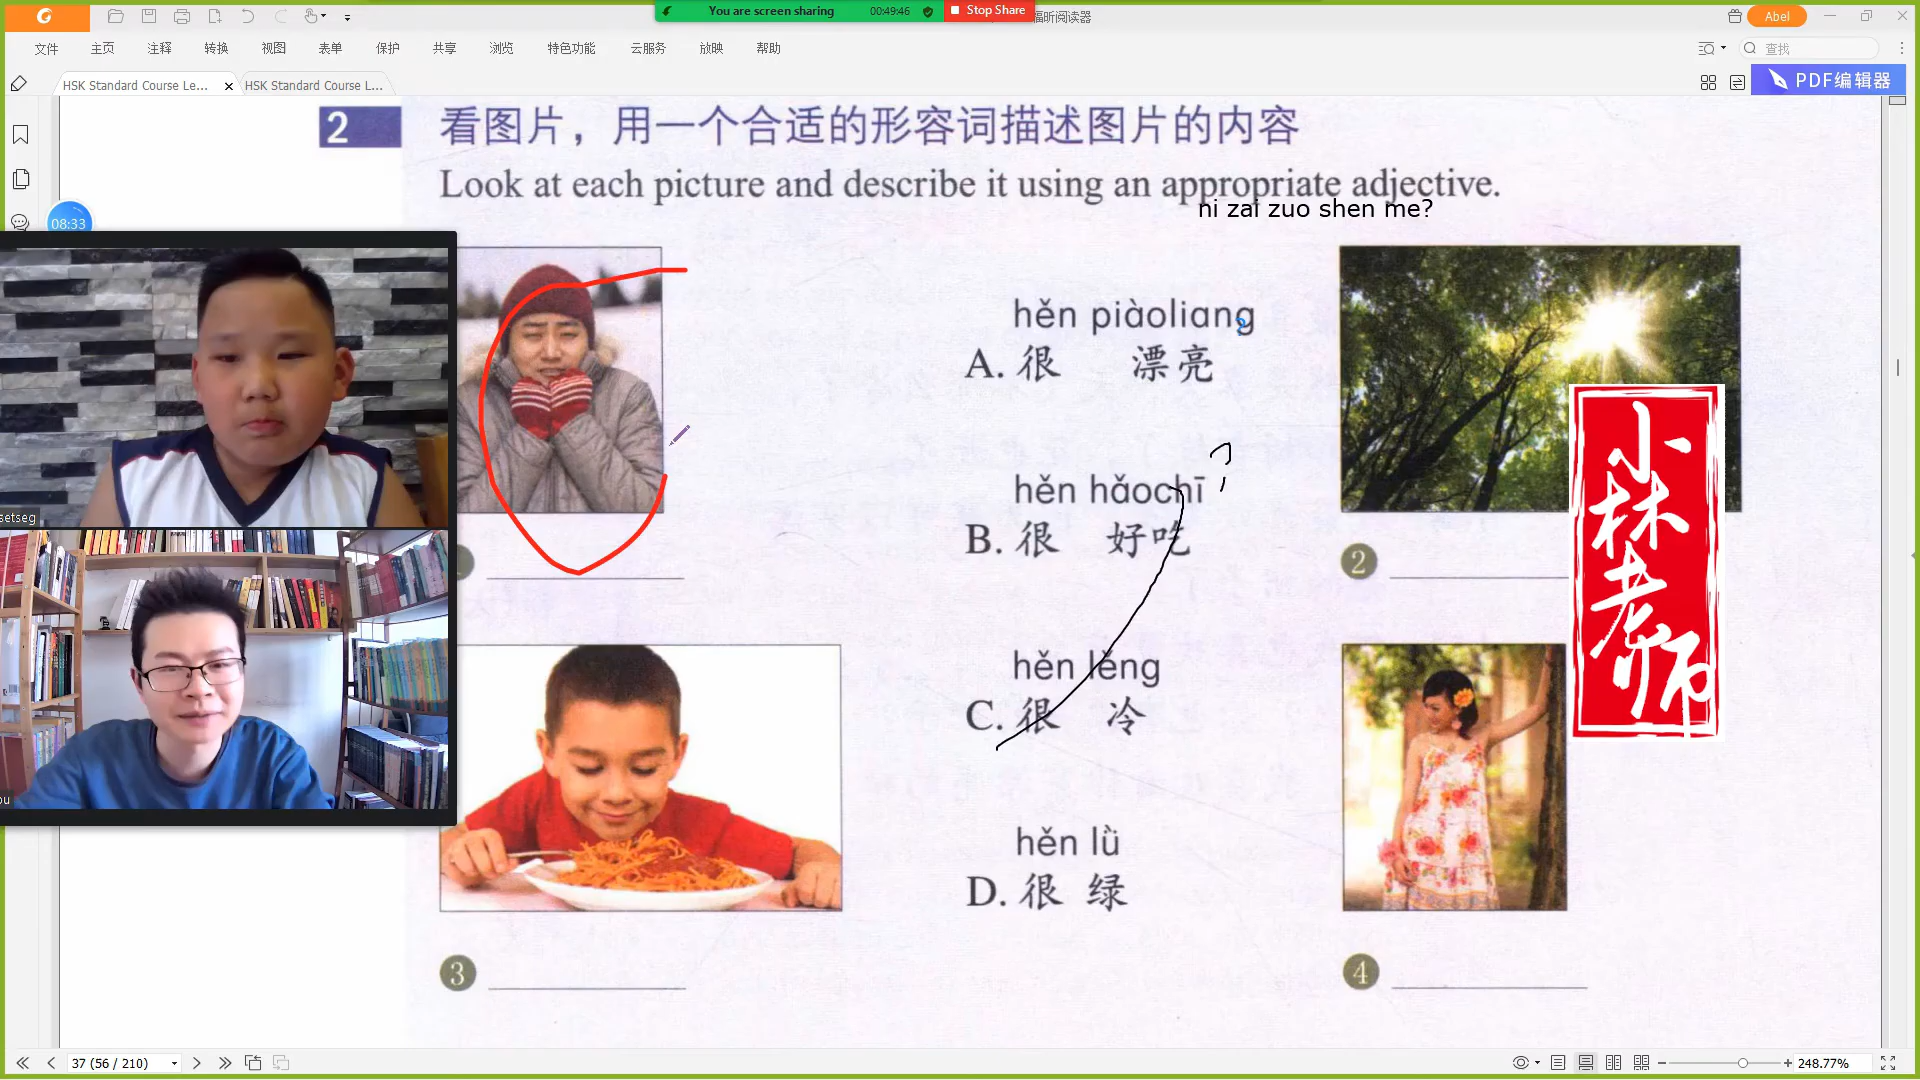 You are screen sharing
00:49:46
Stop Share
福昕阅读器
Abel
文件
主页
注释
转换
视图
表单
保护
共享
浏览
特色功能
云服务
放映
帮助
查找
HSK Standard Course Le...
HSK Standard Course L...
PDF编辑器
2
看图片，用一个合适的形容词描述图片的内容
Look at each picture and describe it using an appropriate adjective.
ni zai zuo shen me?
08:33
setseg
ou
hěn piàoliang
?
A. 很 漂亮
hěn hǎochī
?
B. 很 好吃
2
hěn lěng
C. 很 冷
hěn lǜ
D. 很 绿
3
4
小林老师
37 (56 / 210)
248.77%